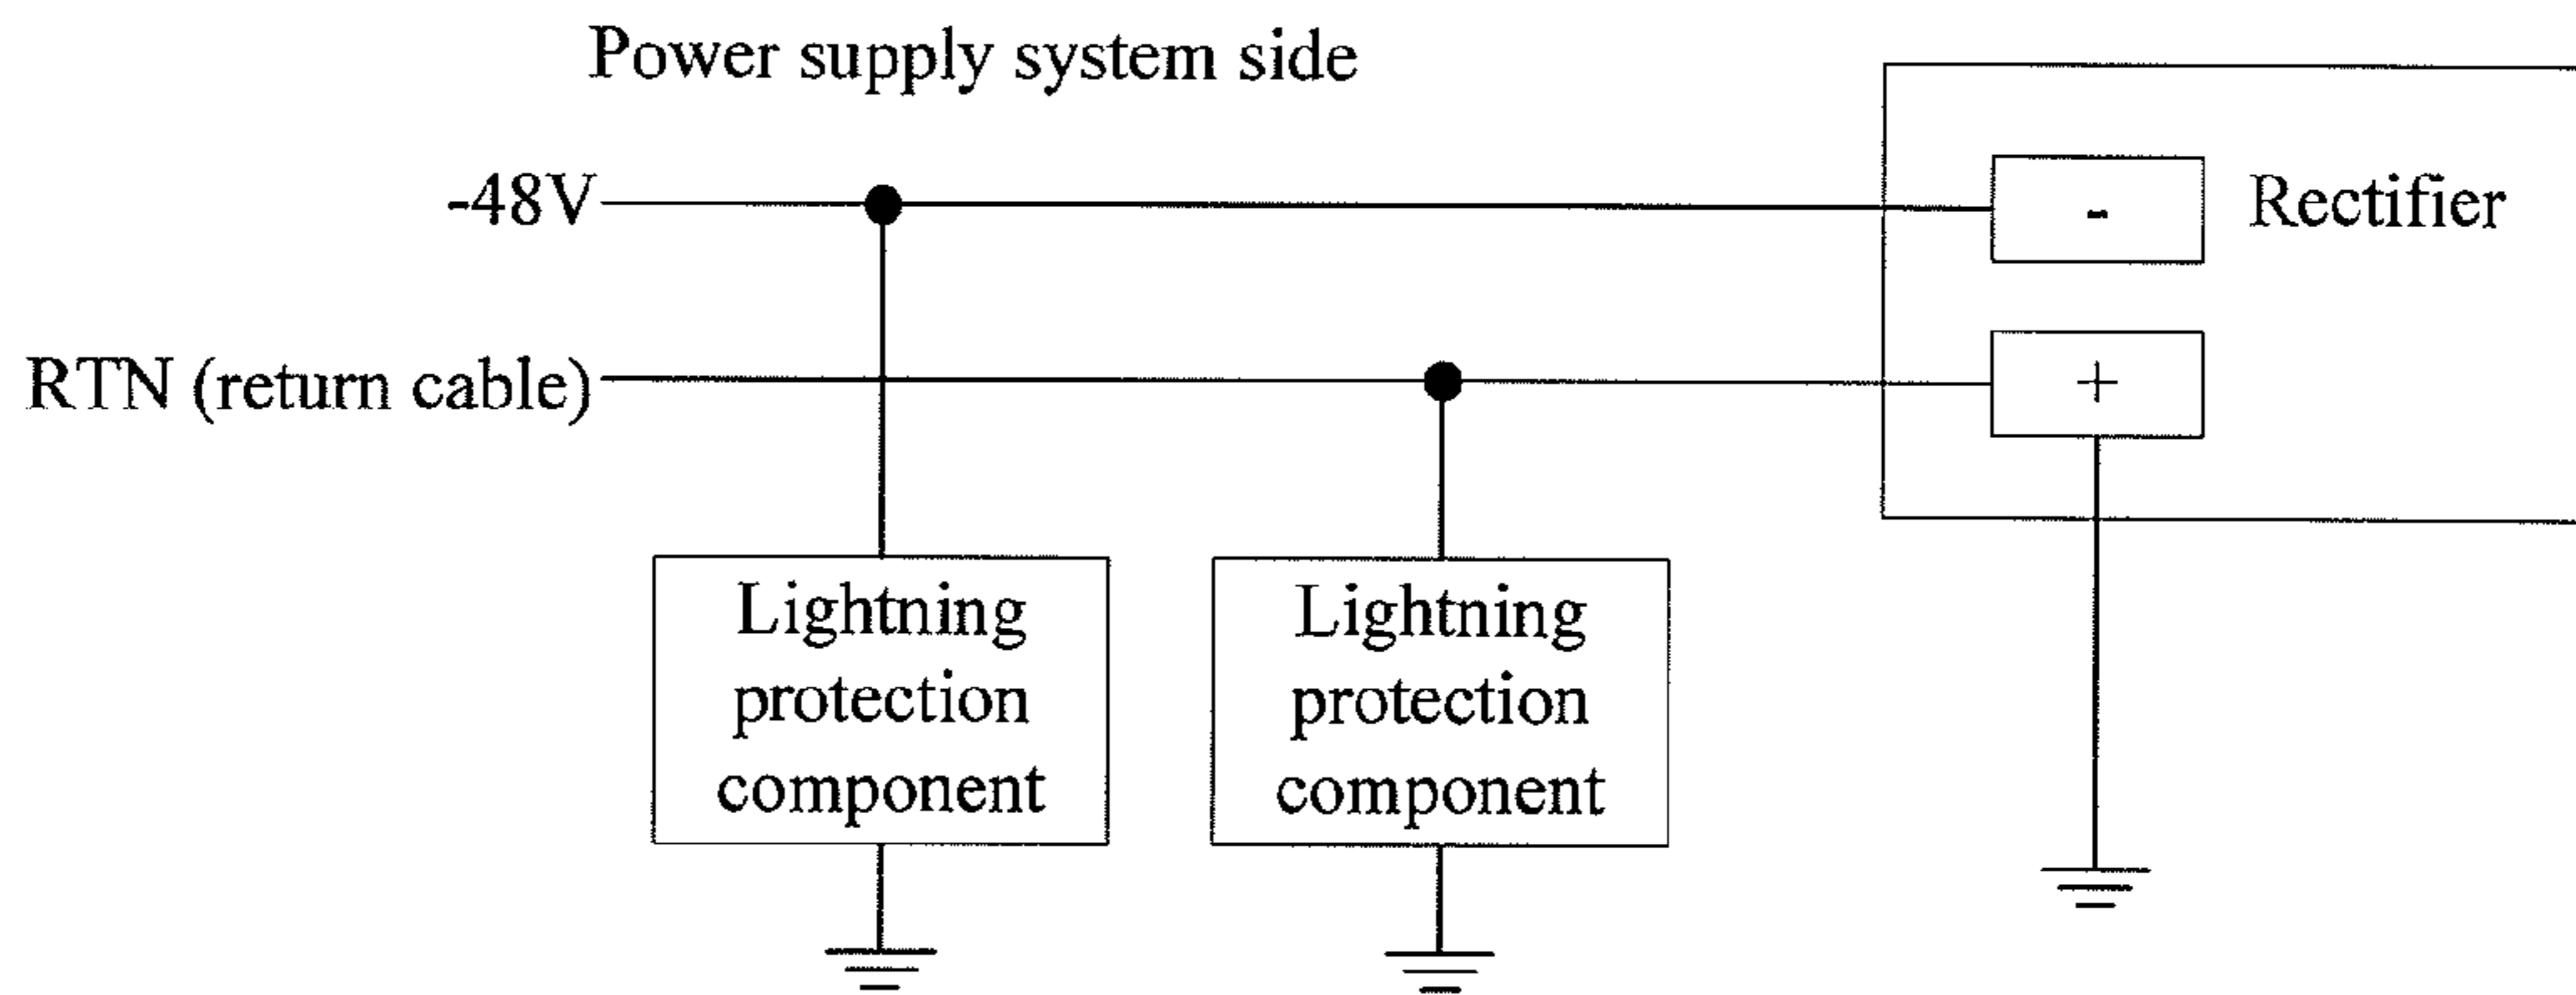 Power supply system side
-48V
-
Rectifier
RTN (return cable)
+
Lightning
protection
component
Lightning
protection
component